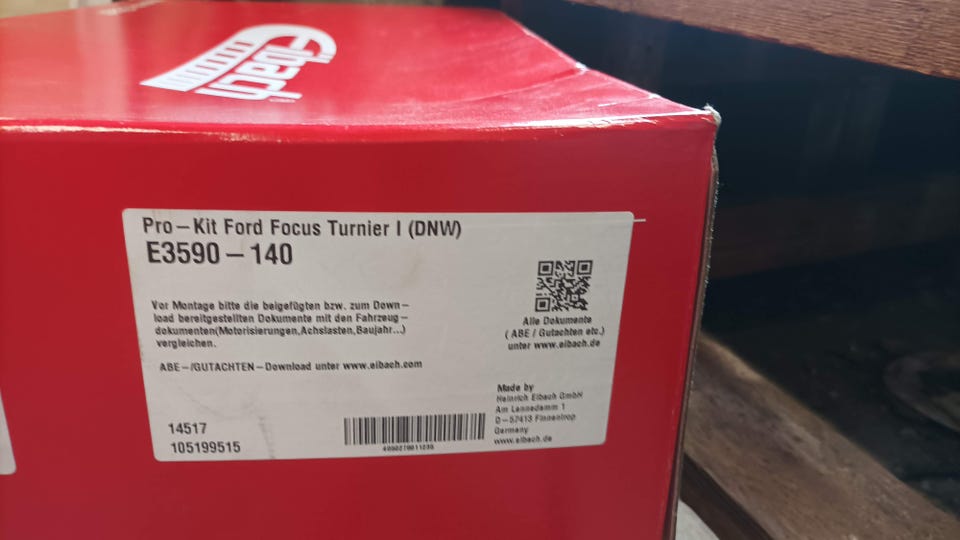 Eibach
Pro-Kit Ford Focus Turnier I (DNW)
E3590-140
Vor Montage bitte die beigefügten bzw. zum Down-
load bereitgestellten Dokumente mit den Fahrzeug-
dokumenten(Motorisierungen,Achslasten,Baujahr...)
vergleichen.
ABE-/GUTACHTEN-Download unter www.eibach.com
Alle Dokumente
( ABE / Gutachten etc.)
unter www.eibach.de
14517
105199515
Made by
Heinrich Eibach GmbH
Am Lennedamm 1
D-57413 Finnentrop
Germany
www.eibach.de